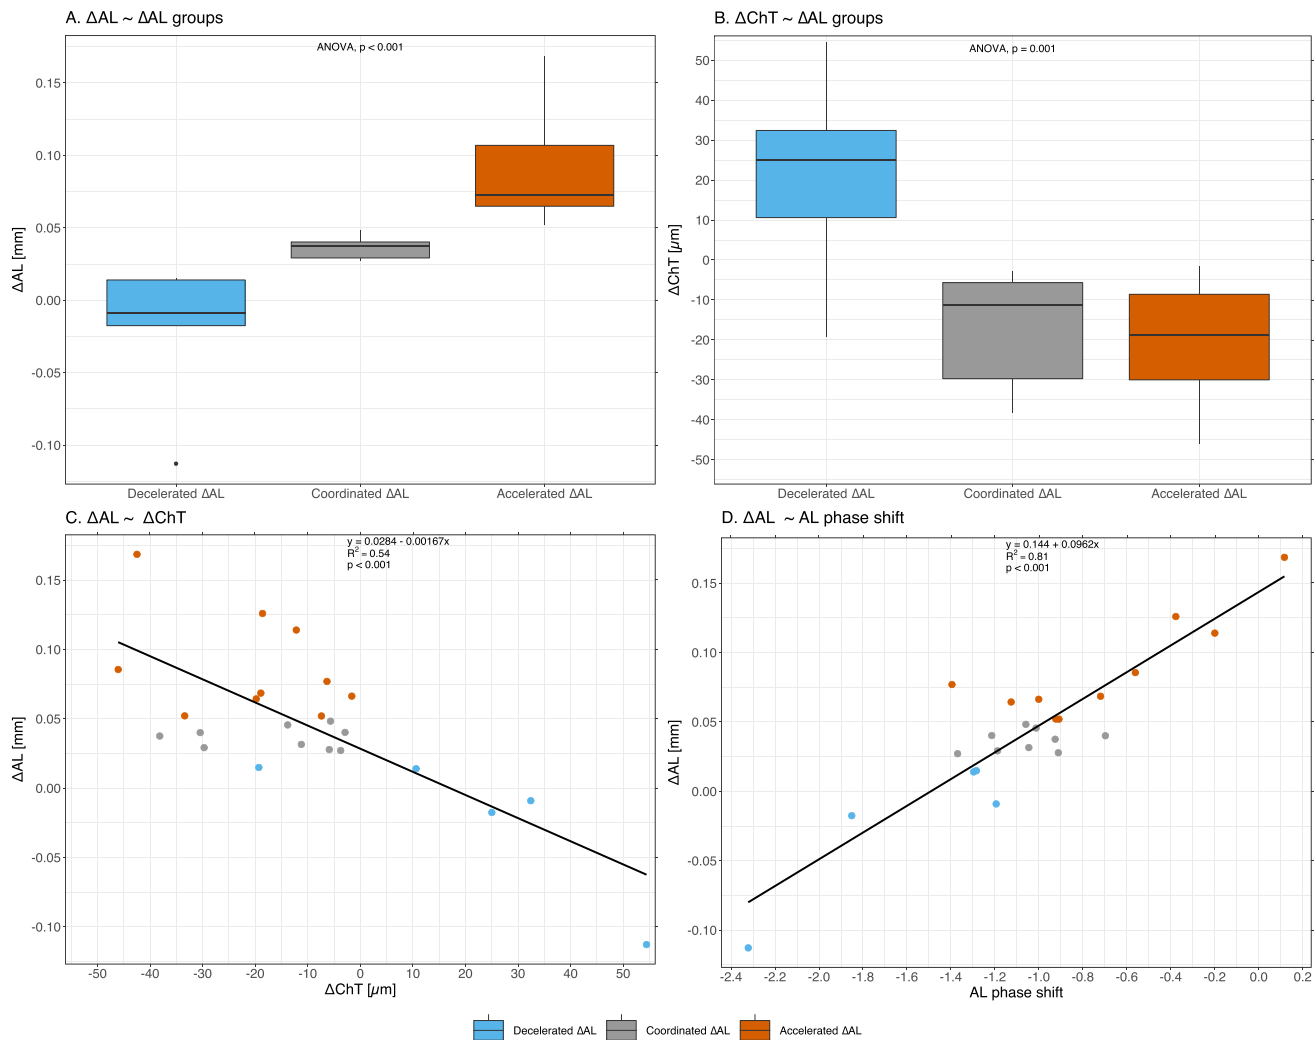 A. ΔAL ~ ΔAL groups
ANOVA, p < 0.001
0.15
0.10
0.05
0.00
-0.05
-0.10
ΔAL [mm]
Decelerated ΔAL
Coordinated ΔAL
Accelerated ΔAL
B. ΔChT ~ ΔAL groups
ANOVA, p = 0.001
50
40
30
20
10
0
-10
-20
-30
-40
-50
ΔChT [µm]
Decelerated ΔAL
Coordinated ΔAL
Accelerated ΔAL
C. ΔAL ~ ΔChT
y = 0.0284 - 0.00167x
R² = 0.54
p < 0.001
0.15
0.10
0.05
0.00
-0.05
-0.10
ΔAL [mm]
-50 -40 -30 -20 -10 0 10 20 30 40 50
ΔChT [µm]
D. ΔAL ~ AL phase shift
y = 0.144 + 0.0962x
R² = 0.81
p < 0.001
0.15
0.10
0.05
0.00
-0.05
-0.10
ΔAL [mm]
-2.4 -2.2 -2.0 -1.8 -1.6 -1.4 -1.2 -1.0 -0.8 -0.6 -0.4 -0.2 0.0 0.2
AL phase shift
Decelerated ΔAL Coordinated ΔAL Accelerated ΔAL